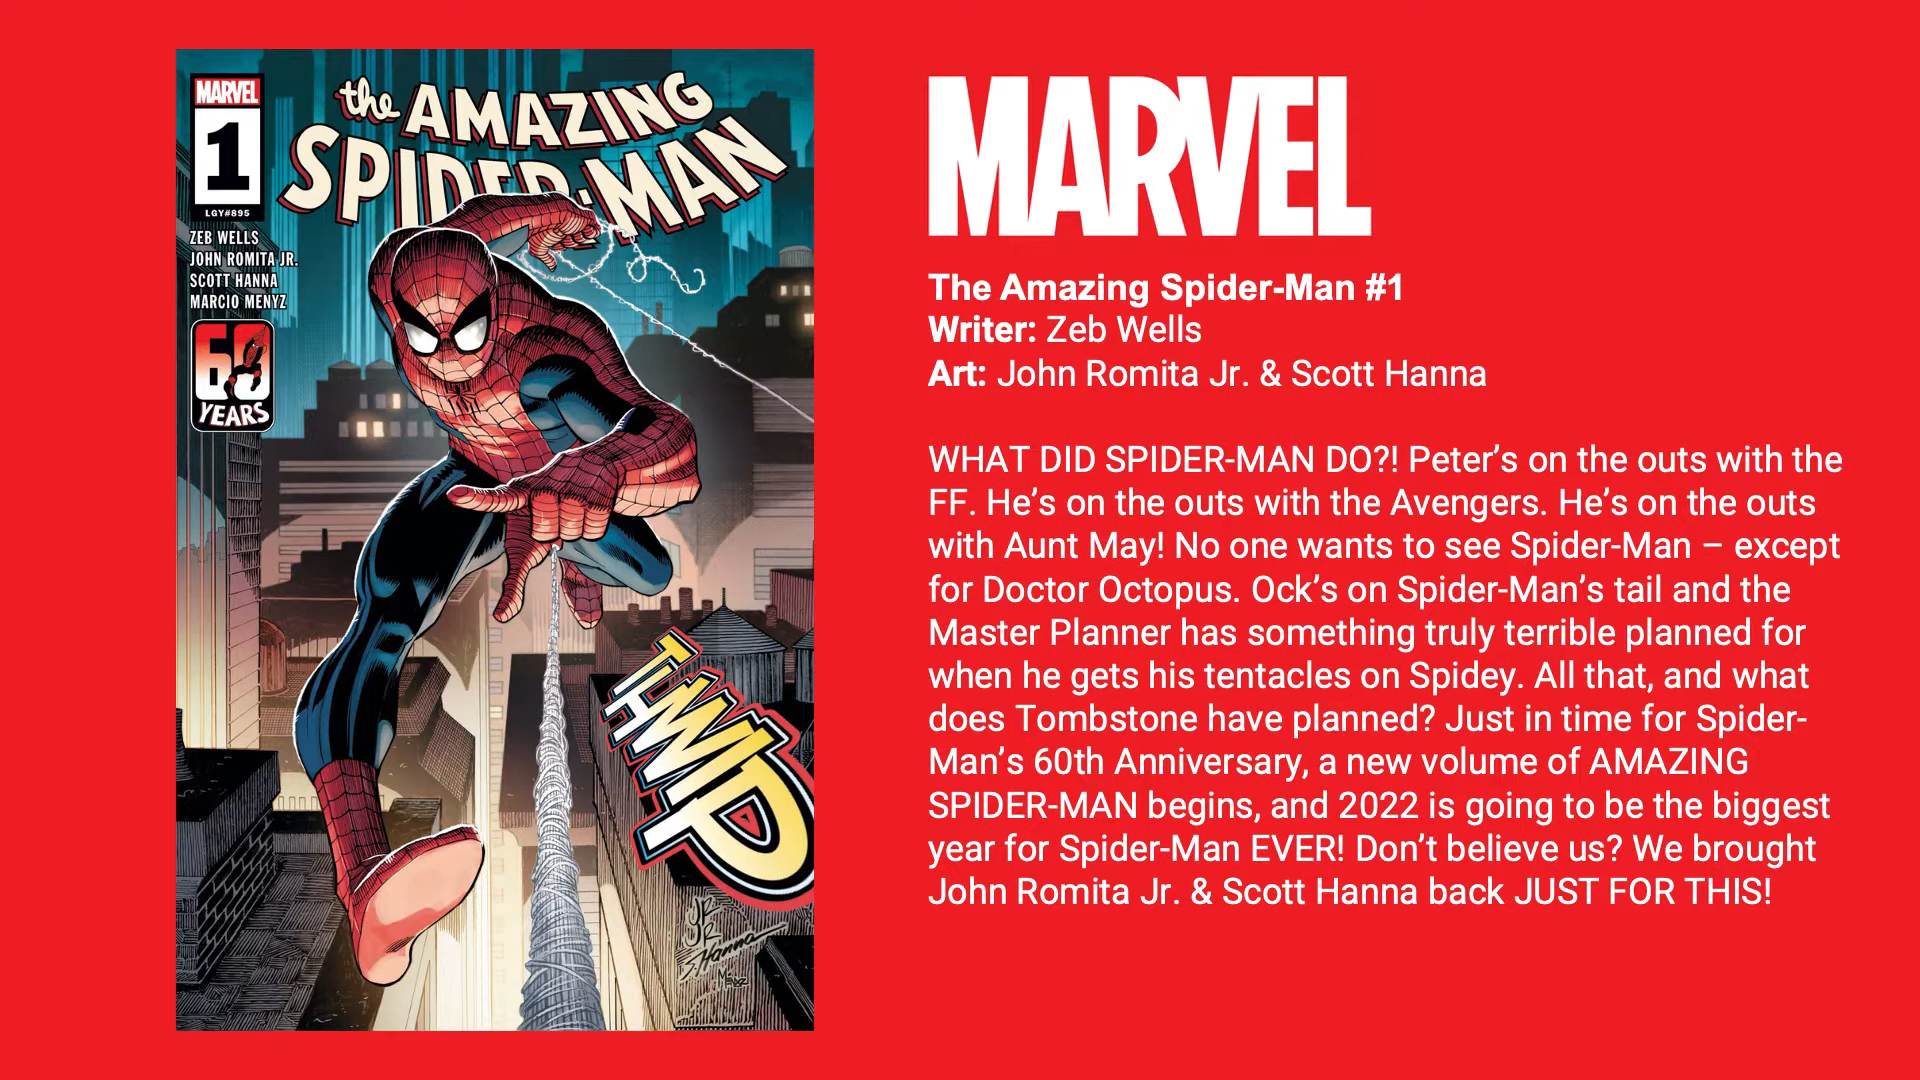 MARVEL
1
LGY#895
ZEB WELLS
JOHN ROMITA JR.
SCOTT HANNA
MARCIO MENYZ
60
YEARS
the AMAZING
SPIDER-MAN
THWIP
JR
JR
S. Hanna
MARVEL
The Amazing Spider-Man #1
Writer: Zeb Wells
Art: John Romita Jr. & Scott Hanna
WHAT DID SPIDER-MAN DO?! Peter’s on the outs with the
FF. He’s on the outs with the Avengers. He’s on the outs
with Aunt May! No one wants to see Spider-Man – except
for Doctor Octopus. Ock’s on Spider-Man’s tail and the
Master Planner has something truly terrible planned for
when he gets his tentacles on Spidey. All that, and what
does Tombstone have planned? Just in time for Spider-
Man’s 60th Anniversary, a new volume of AMAZING
SPIDER-MAN begins, and 2022 is going to be the biggest
year for Spider-Man EVER! Don’t believe us? We brought
John Romita Jr. & Scott Hanna back JUST FOR THIS!